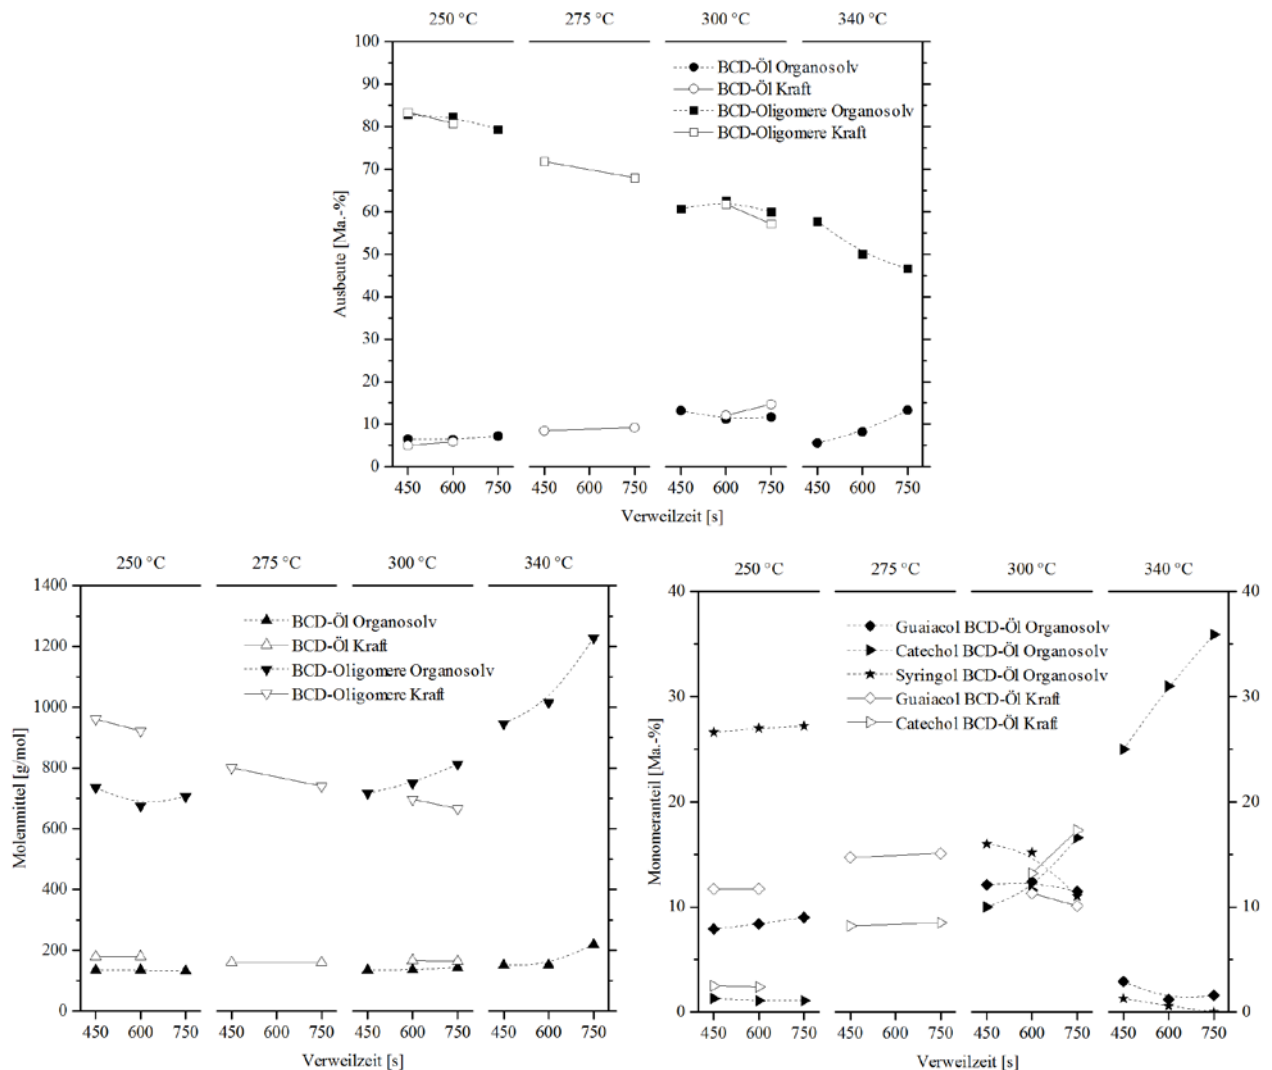 250 °C 275 °C 300 °C 340 °C
BCD-Öl Organosolv
BCD-Öl Kraft
BCD-Oligomere Organosolv
BCD-Oligomere Kraft
Ausbeute [Ma.-%]
100
90
80
70
60
50
40
30
20
10
0
450 600 750 450 600 750 450 600 750 450 600 750
Verweilzeit [s]
250 °C 275 °C 300 °C 340 °C
BCD-Öl Organosolv
BCD-Öl Kraft
BCD-Oligomere Organosolv
BCD-Oligomere Kraft
Molenmittel [g/mol]
1400
1200
1000
800
600
400
200
0
450 600 750 450 600 750 450 600 750 450 600 750
Verweilzeit [s]
250 °C 275 °C 300 °C 340 °C
Guaiacol BCD-Öl Organosolv
Catechol BCD-Öl Organosolv
Syringol BCD-Öl Organosolv
Guaiacol BCD-Öl Kraft
Catechol BCD-Öl Kraft
Monomeranteil [Ma.-%]
40 40
30 30
20 20
10 10
0 0
450 600 750 450 600 750 450 600 750 450 600 750
Verweilzeit [s]